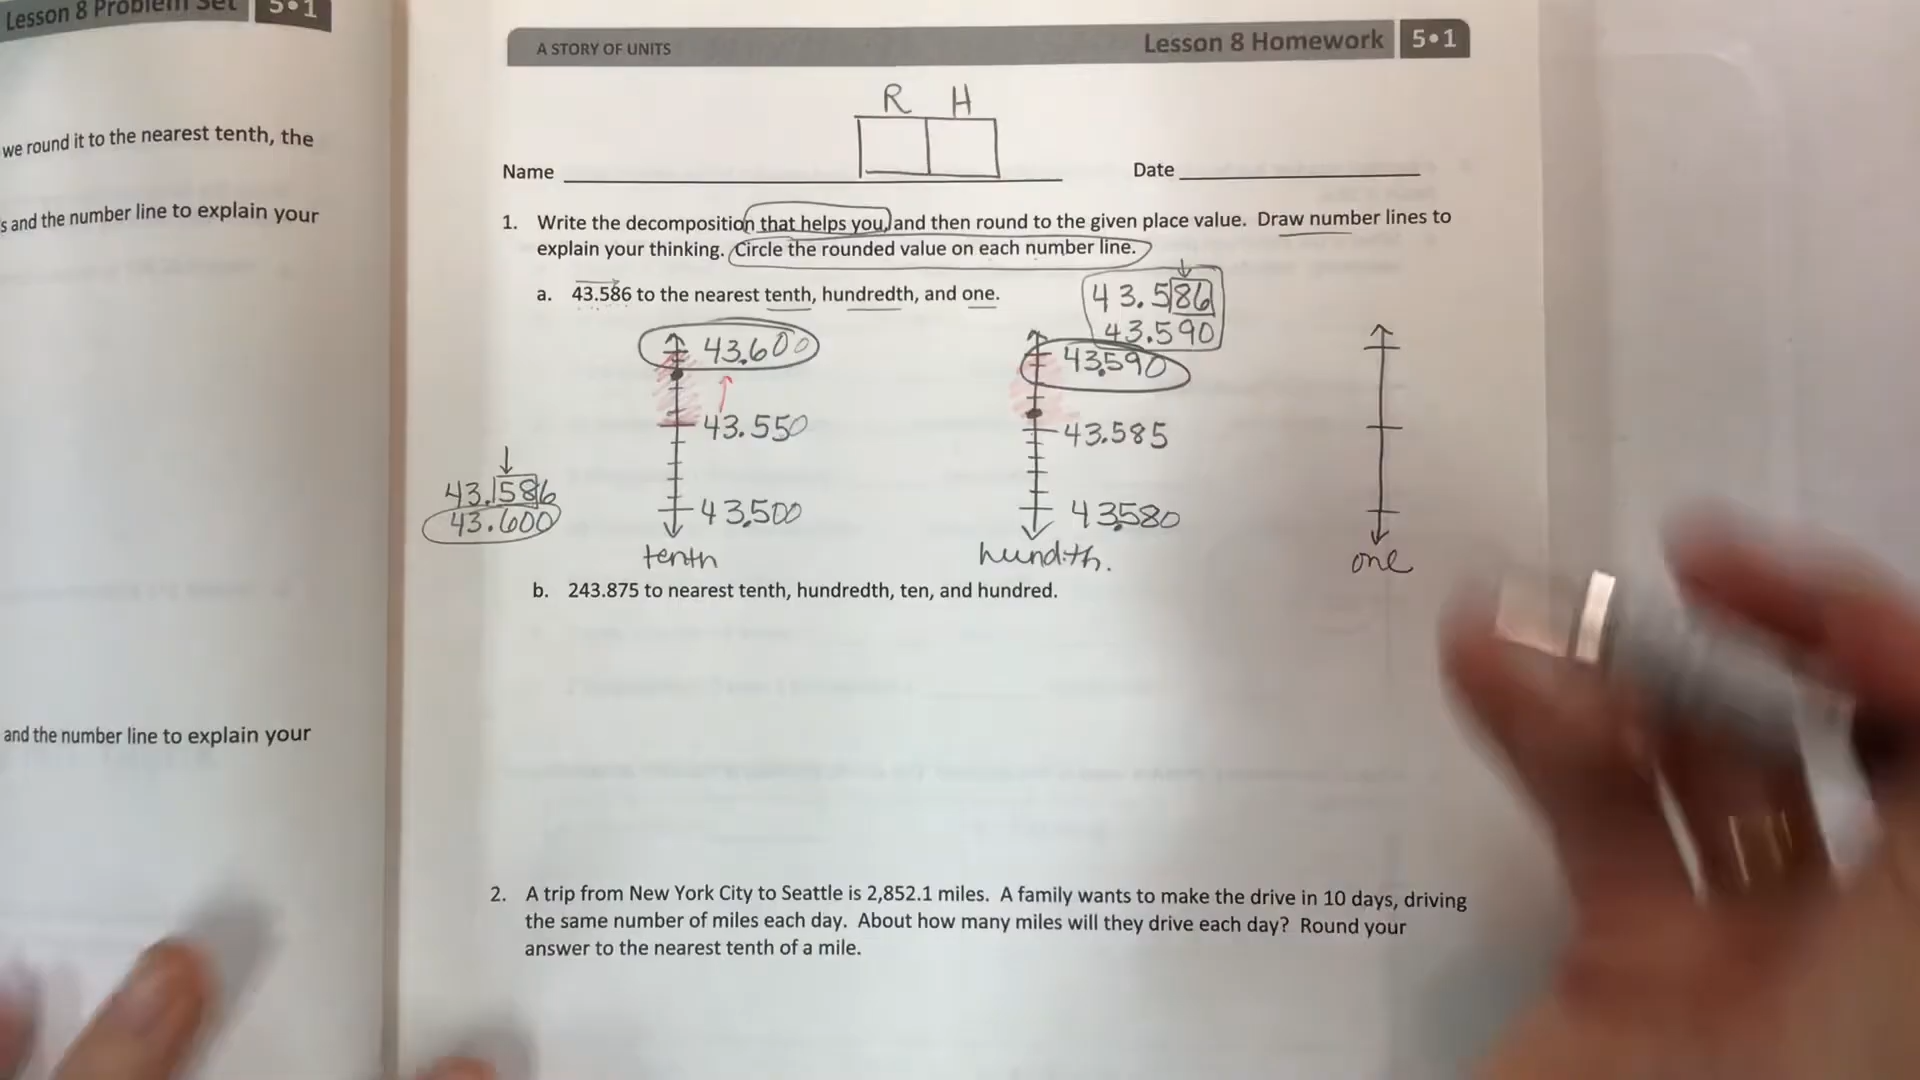 Lesson 8 Problem Set 5•1
we round it to the nearest tenth, the
s and the number line to explain your
and the number line to explain your
A STORY OF UNITS Lesson 8 Homework 5•1
R H
Name Date
1. Write the decomposition that helps you, and then round to the given place value. Draw number lines to
explain your thinking. Circle the rounded value on each number line.
a. 43.586 to the nearest tenth, hundredth, and one.
43.586
43.590
43.600
43.590
43.550
43.585
43.586
43.600
43.500
43.580
tenth hundith. one
b. 243.875 to nearest tenth, hundredth, ten, and hundred.
2. A trip from New York City to Seattle is 2,852.1 miles. A family wants to make the drive in 10 days, driving
the same number of miles each day. About how many miles will they drive each day? Round your
answer to the nearest tenth of a mile.